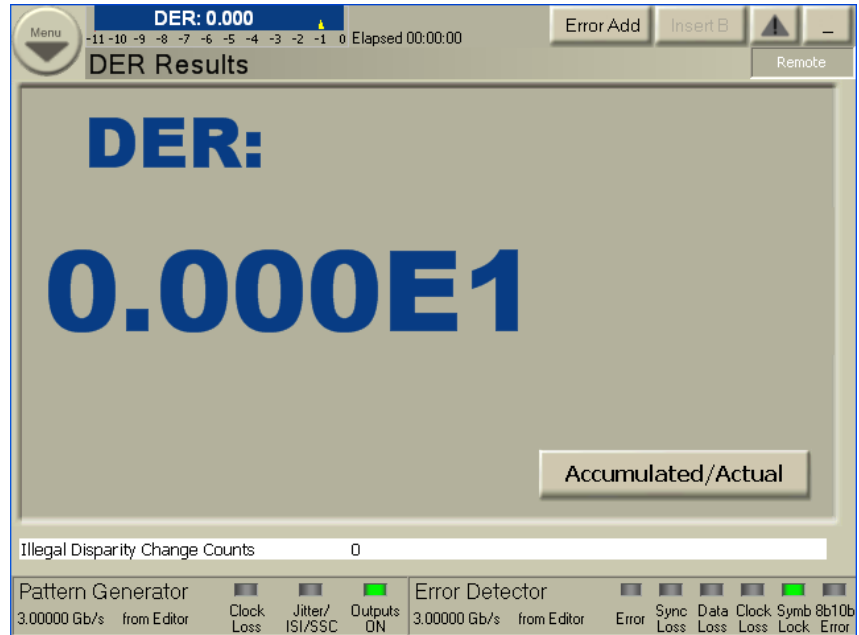 Menu
DER: 0.000
-11 -10 -9 -8 -7 -6 -5 -4 -3 -2 -1 0 Elapsed 00:00:00
Error Add
Insert B
DER Results
Remote
DER:
0.000E1
Accumulated/Actual
Illegal Disparity Change Counts 0
Pattern Generator
3.00000 Gb/s from Editor
Clock Loss
Jitter/ ISI/SSC
Outputs ON
Error Detector
3.00000 Gb/s from Editor
Error
Sync Loss
Data Loss
Clock Loss
Symb Lock
8b10b Error